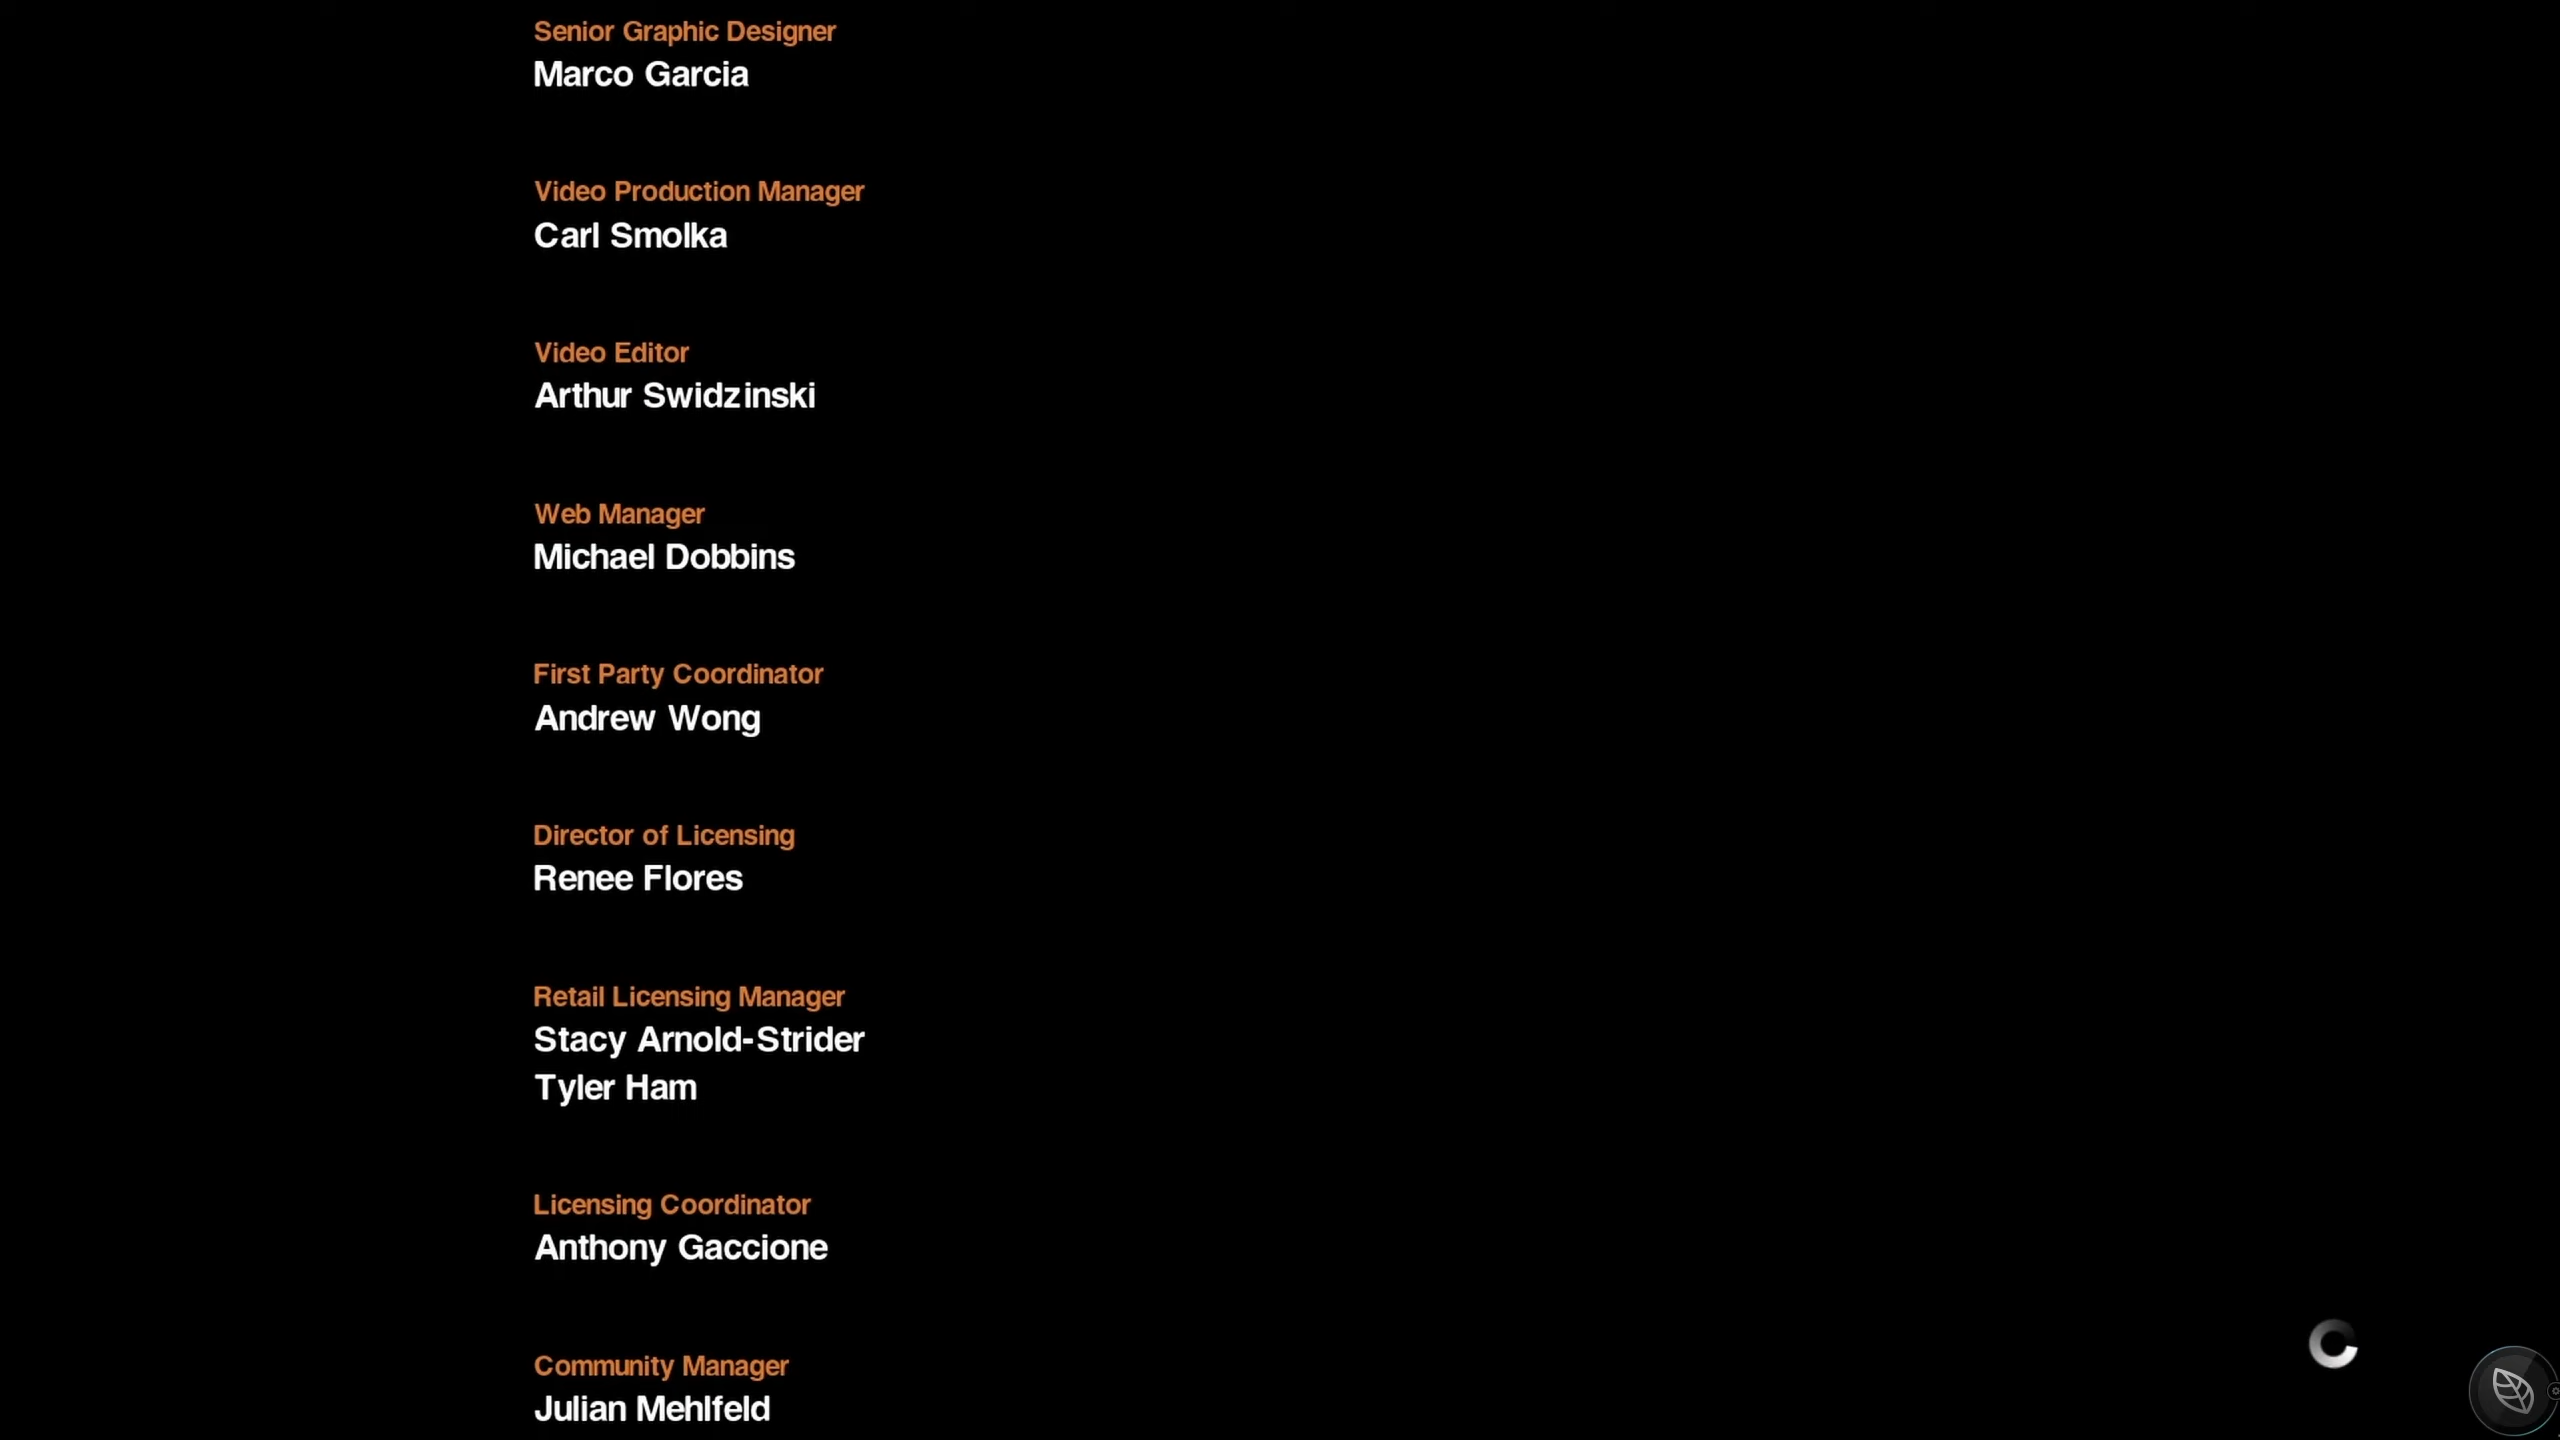 Senior Graphic Designer
Marco Garcia
Video Production Manager
Carl Smolka
Video Editor
Arthur Swidzinski
Web Manager
Michael Dobbins
First Party Coordinator
Andrew Wong
Director of Licensing
Renee Flores
Retail Licensing Manager
Stacy Arnold-Strider
Tyler Ham
Licensing Coordinator
Anthony Gaccione
Community Manager
Julian Mehlfeld